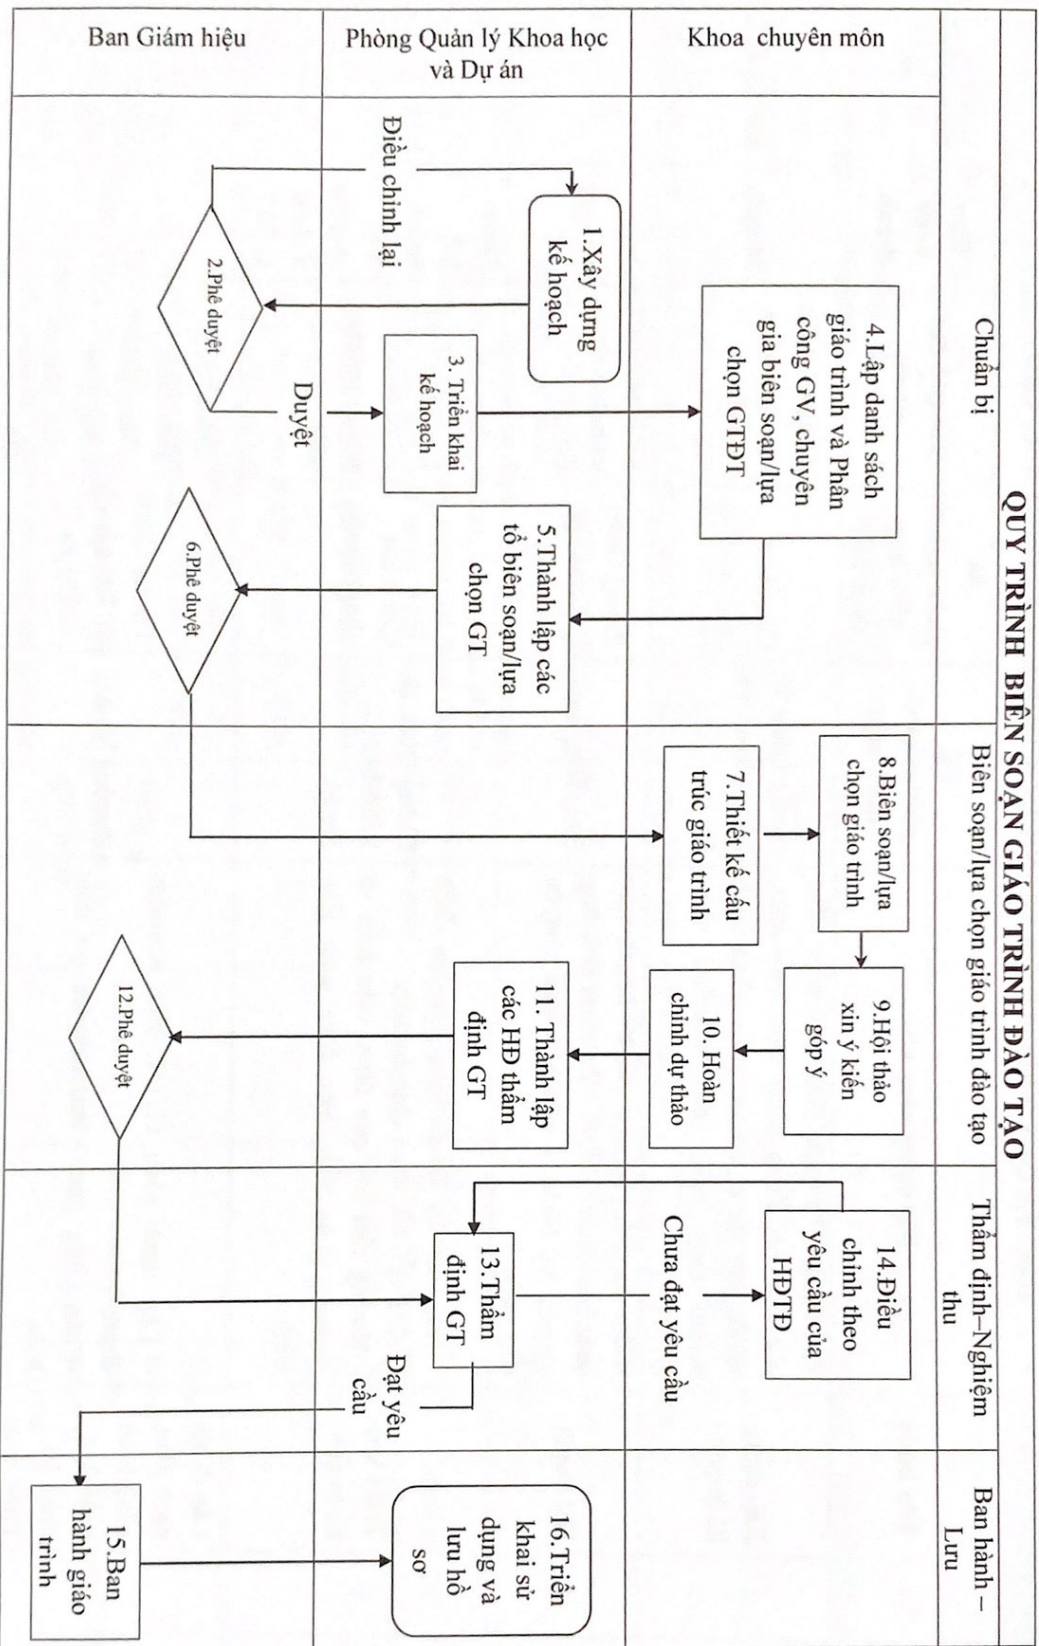 QUY TRÌNH BIÊN SOẠN GIÁO TRÌNH ĐÀO TẠO
Chuẩn bị
Biên soạn/lựa chọn giáo trình đào tạo
Thẩm định–Nghiệm
thu
Ban hành –
Lưu
Khoa chuyên môn
4.Lập danh sách
giáo trình và Phân
công GV, chuyên
gia biên soạn/lựa
chọn GTĐT
8.Biên soạn/lựa
chọn giáo trình
7.Thiết kế cấu
trúc giáo trình
9.Hội thảo
xin ý kiến
góp ý
10. Hoàn
chỉnh dự thảo
14.Điều
chỉnh theo
yêu cầu của
HĐTĐ
Chưa đạt yêu cầu
Phòng Quản lý Khoa học
và Dự án
1.Xây dựng
kế hoạch
Điều chỉnh lại
3. Triển khai
kế hoạch
5.Thành lập các
tổ biên soạn/lựa
chọn GT
11. Thành lập
các HĐ thẩm
định GT
13.Thẩm
định GT
Đạt yêu
cầu
16.Triển
khai sử
dụng và
lưu hồ
sơ
Ban Giám hiệu
2.Phê duyệt
Duyệt
6.Phê duyệt
12.Phê duyệt
15.Ban
hành giáo
trình